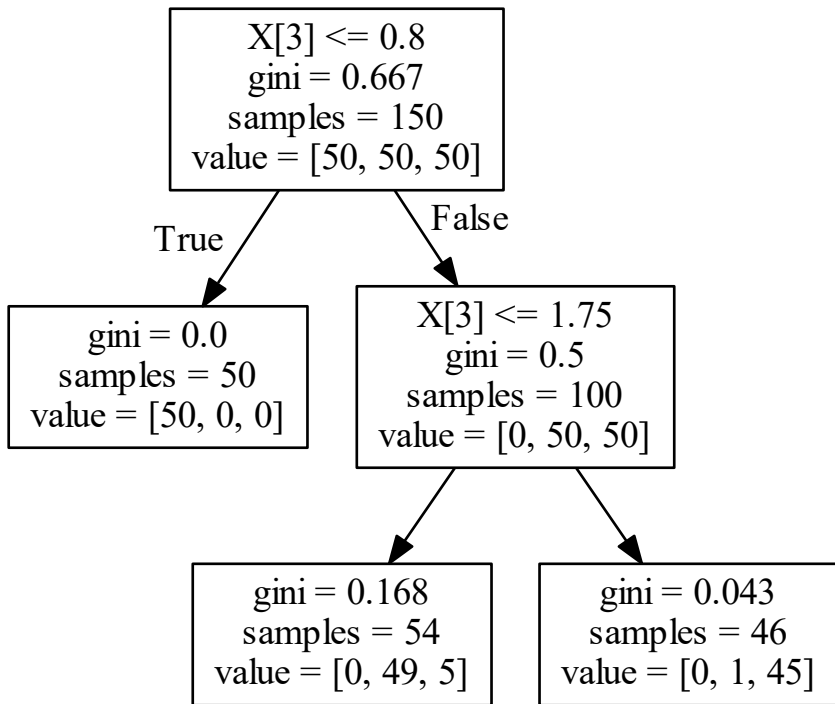 X[3] <= 0.8
gini = 0.667
samples = 150
value = [50, 50, 50]
True
False
gini = 0.0
samples = 50
value = [50, 0, 0]
X[3] <= 1.75
gini = 0.5
samples = 100
value = [0, 50, 50]
gini = 0.168
samples = 54
value = [0, 49, 5]
gini = 0.043
samples = 46
value = [0, 1, 45]